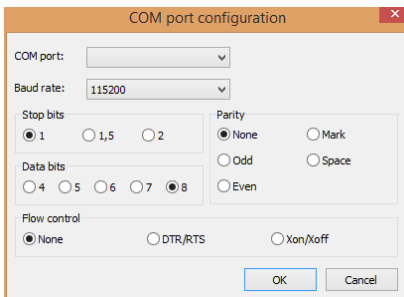 COM port configuration
COM port:
Baud rate: 115200
Stop bits
1 1,5 2
Data bits
4 5 6 7 8
Parity
None Mark
Odd Space
Even
Flow control
None DTR/RTS Xon/Xoff
OK Cancel